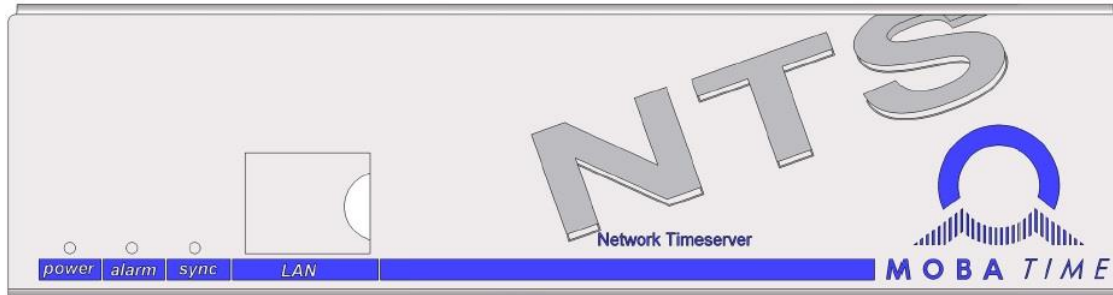 NTS
Network Timeserver
power alarm sync LAN
MOBA TIME